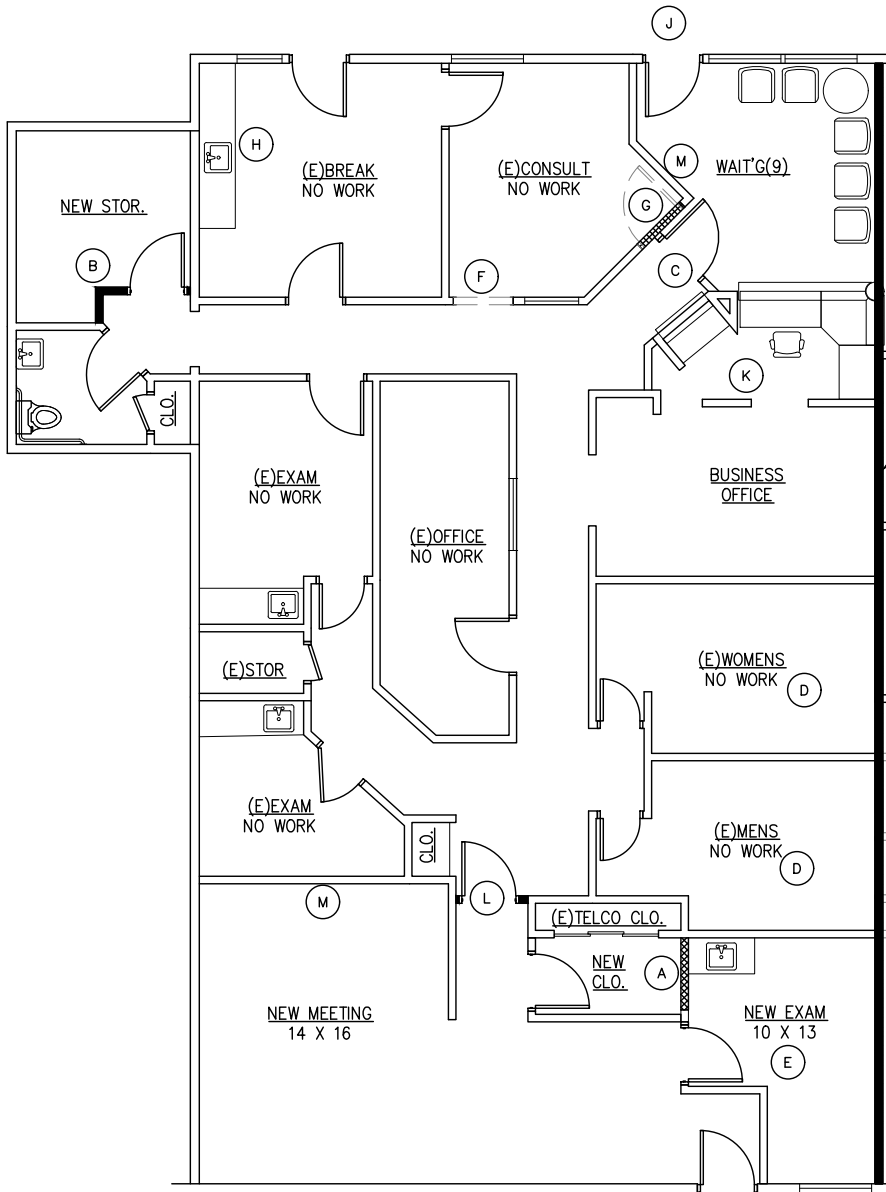 J
H
(E)BREAK
NO WORK
(E)CONSULT
NO WORK
M
WAIT'G(9)
NEW STOR.
G
B
F
C
K
CLO.
(E)EXAM
NO WORK
BUSINESS
OFFICE
(E)OFFICE
NO WORK
(E)STOR
(E)WOMENS
NO WORK
D
(E)EXAM
NO WORK
CLO.
(E)MENS
NO WORK
D
M
L
(E)TELCO CLO.
NEW
CLO.
A
NEW MEETING
14 X 16
NEW EXAM
10 X 13
E